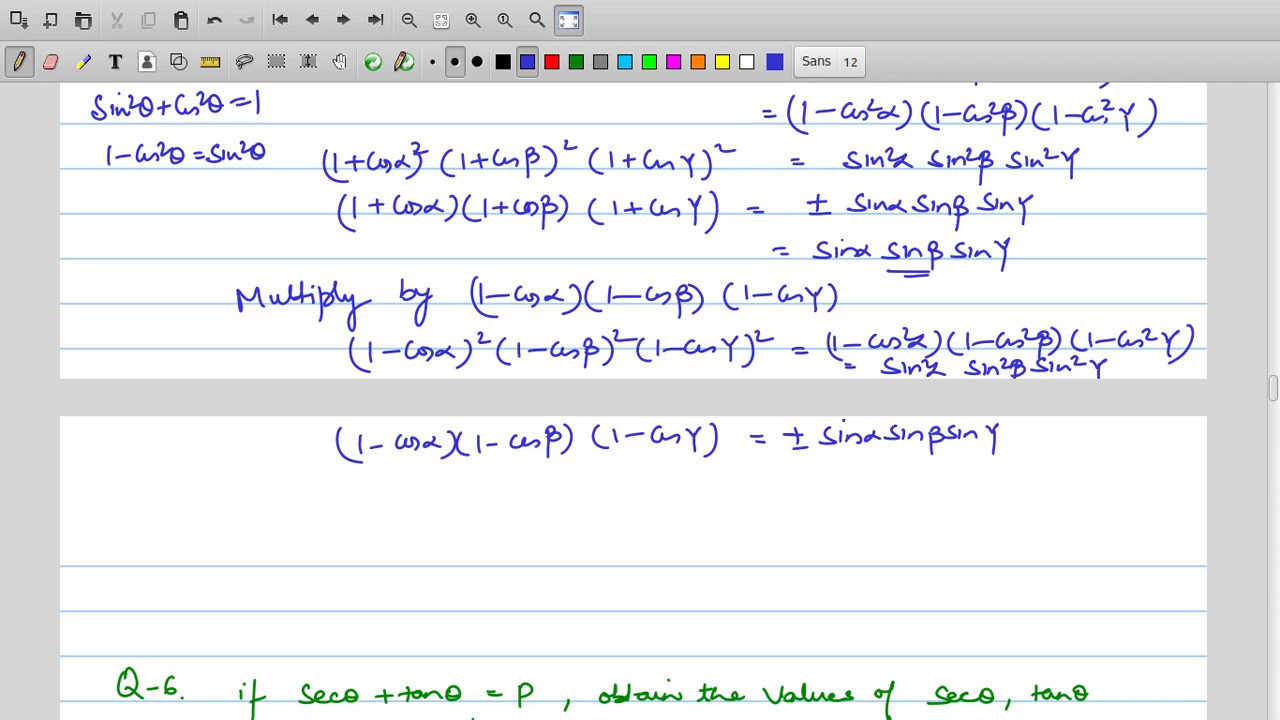 Sans 12
Sin²θ + Cos²θ = 1
= (1 - Cos²α) (1 - Cos²β) (1 - Cos²γ)
1 - Cos²θ = Sin²θ
(1 + Cosα)² (1 + Cosβ)² (1 + Cosγ)² = Sin²α Sin²β Sin²γ
(1 + Cosα) (1 + Cosβ) (1 + Cosγ) = ± Sinα Sinβ Sinγ
= Sinα Sinβ Sinγ
Multiply by (1 - Cosα) (1 - Cosβ) (1 - Cosγ)
(1 - Cosα)² (1 - Cosβ)² (1 - Cosγ)² = (1 - Cos²α) (1 - Cos²β) (1 - Cos²γ)
= Sin²α Sin²β Sin²γ
(1 - Cosα) (1 - Cosβ) (1 - Cosγ) = ± Sinα Sinβ Sinγ
Q-6. if Secθ + tanθ = P , obtain the Values of Secθ, tanθ